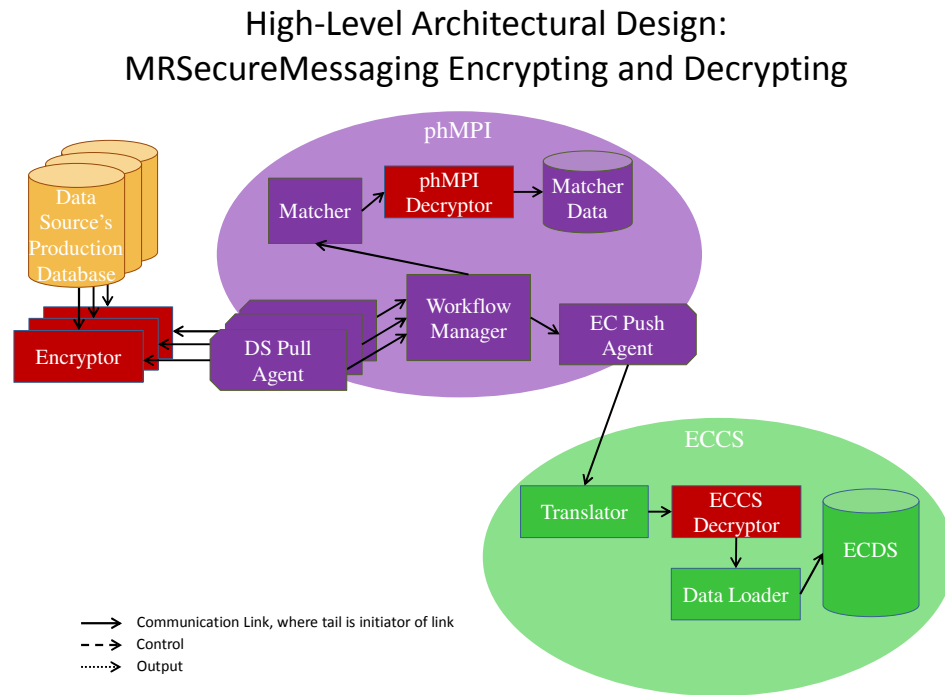 High-Level Architectural Design:
MRSecureMessaging Encrypting and Decrypting
phMPI
Data
Source's
Production
Database
Matcher
phMPI
Decryptor
Matcher
Data
Encryptor
DS Pull
Agent
Workflow
Manager
EC Push
Agent
ECCS
Translator
ECCS
Decryptor
ECDS
Data Loader
Communication Link, where tail is initiator of link
Control
Output